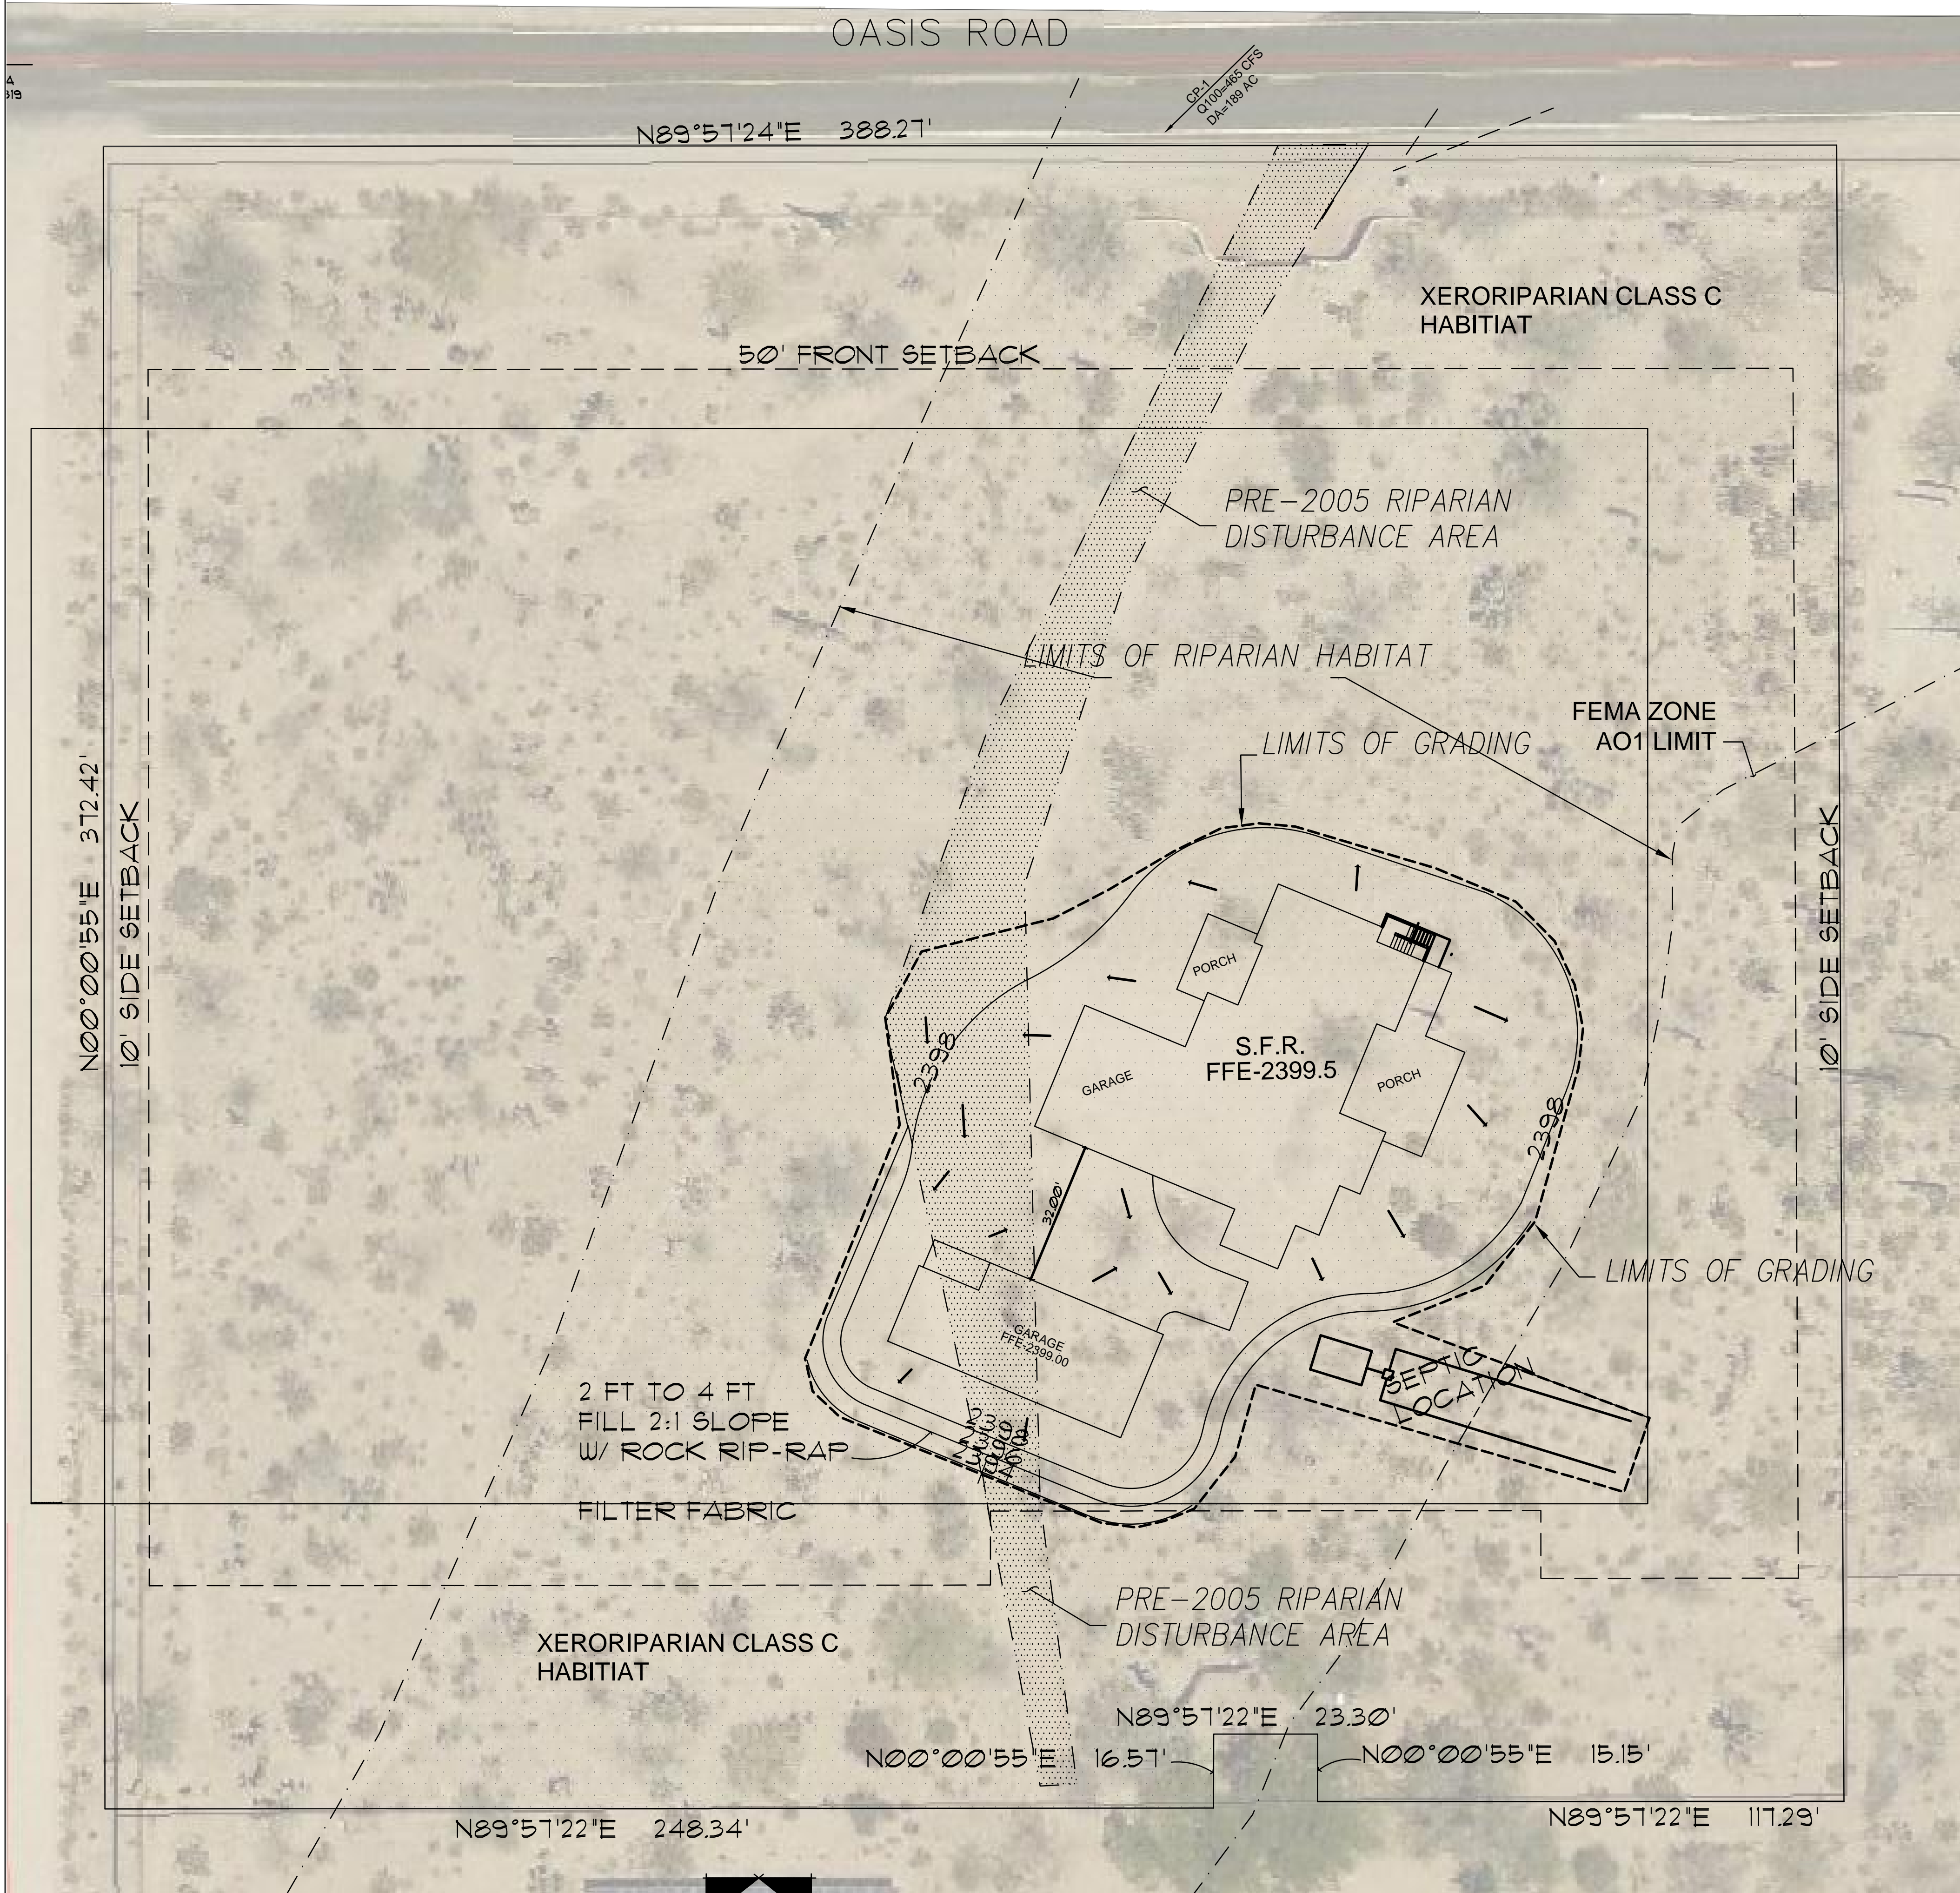 OASIS ROAD
CP-1
Q100=465 CFS
DA=189 AC
A
319
N89°57'24"E 388.27'
XERORIPARIAN CLASS C
HABITIAT
50' FRONT SETBACK
PRE-2005 RIPARIAN
DISTURBANCE AREA
LIMITS OF RIPARIAN HABITAT
FEMA ZONE
AO1 LIMIT
LIMITS OF GRADING
N00°00'55"E 372.42'
10' SIDE SETBACK
10' SIDE SETBACK
PORCH
2398
S.F.R.
FFE-2399.5
GARAGE
PORCH
2398
32.00'
LIMITS OF GRADING
GARAGE
FFE-2399.00
SEPTIC
LOCATION
2 FT TO 4 FT
FILL 2:1 SLOPE
W/ ROCK RIP-RAP
FILTER FABRIC
PRE-2005 RIPARIAN
DISTURBANCE AREA
XERORIPARIAN CLASS C
HABITIAT
N89°57'22"E 23.30'
N00°00'55"E 16.57'
N00°00'55"E 15.15'
N89°57'22"E 248.34'
N89°57'22"E 117.29'